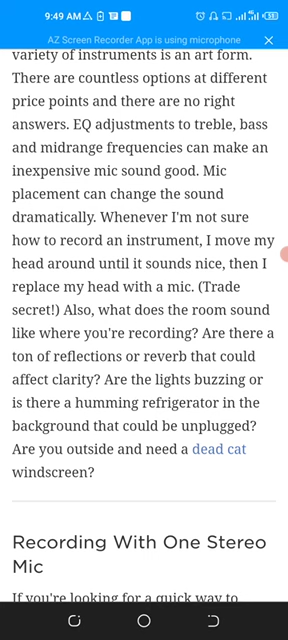 9:49 AM
58
AZ Screen Recorder App is using microphone
variety of instruments is an art form.
There are countless options at different
price points and there are no right
answers. EQ adjustments to treble, bass
and midrange frequencies can make an
inexpensive mic sound good. Mic
placement can change the sound
dramatically. Whenever I'm not sure
how to record an instrument, I move my
head around until it sounds nice, then I
replace my head with a mic. (Trade
secret!) Also, what does the room sound
like where you're recording? Are there a
ton of reflections or reverb that could
affect clarity? Are the lights buzzing or
is there a humming refrigerator in the
background that could be unplugged?
Are you outside and need a dead cat
windscreen?
Recording With One Stereo
Mic
If you're looking for a quick way to